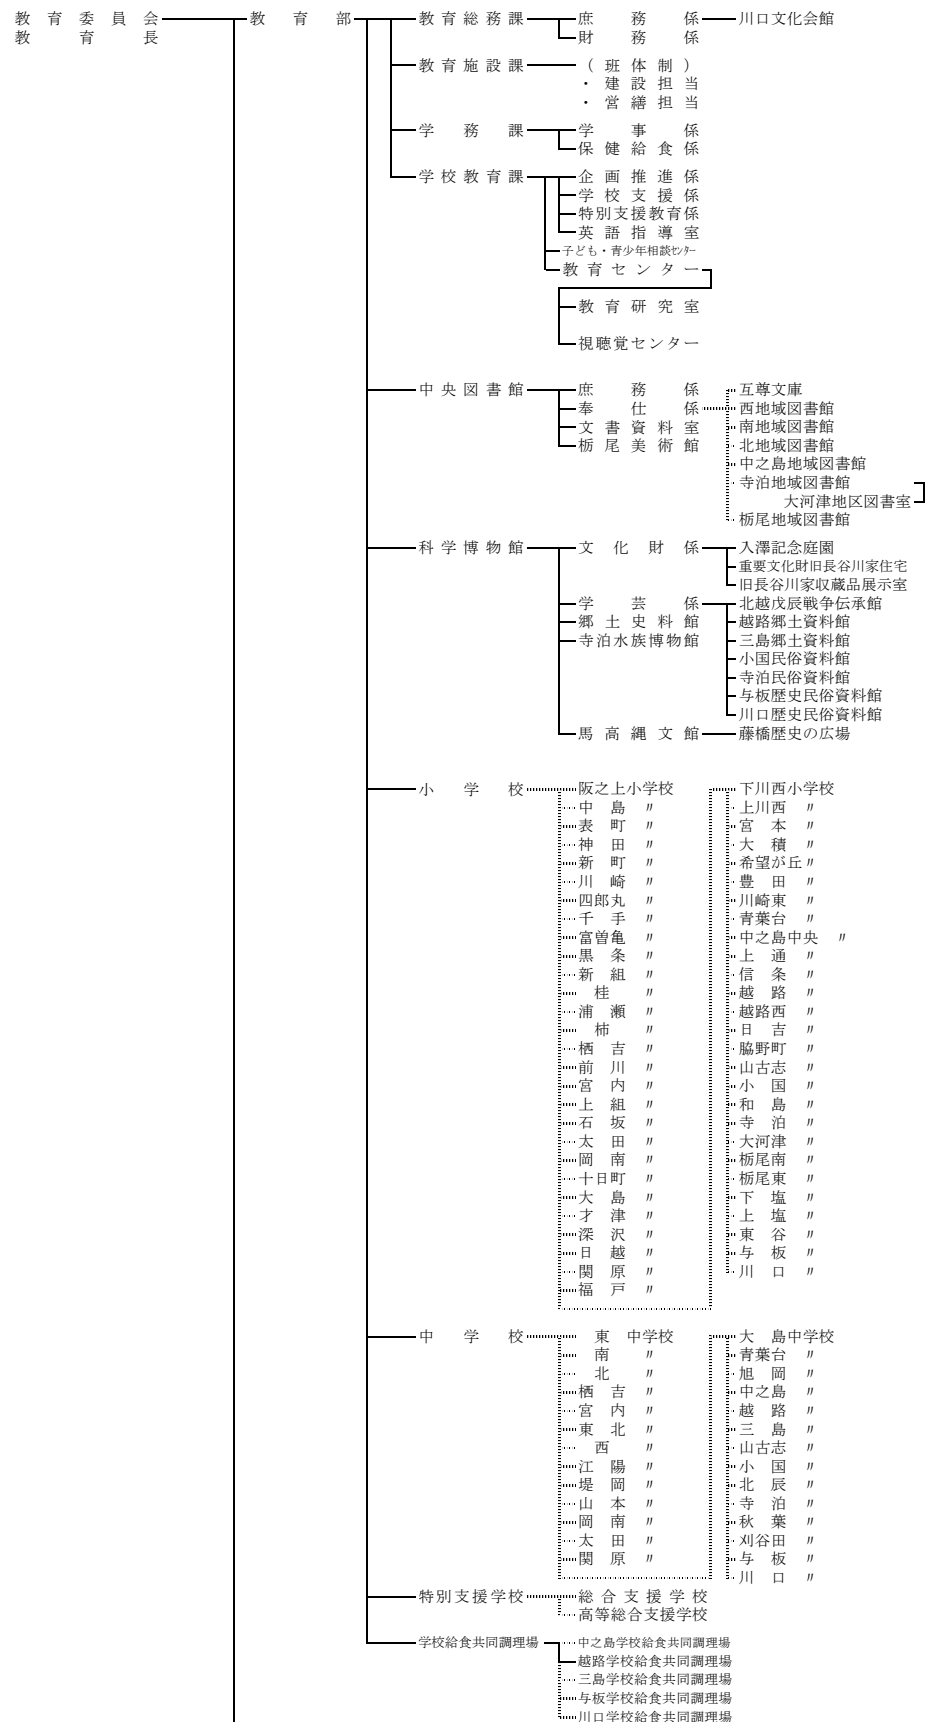 教育委員会 教育部 教育総務課 庶務係 川口文化会館
教育長 財務係
教育施設課 （班体制）
・建設担当
・営繕担当
学務課 学事係
保健給食係
学校教育課 企画推進係
学校支援係
特別支援教育係
英語指導室
子ども・青少年相談ｾﾝﾀｰ
教育センター
教育研究室
視聴覚センター
中央図書館 庶務係 互尊文庫
奉仕係 西地域図書館
文書資料室 南地域図書館
栃尾美術館 北地域図書館
中之島地域図書館
寺泊地域図書館
大河津地区図書室
栃尾地域図書館
科学博物館 文化財係 入澤記念庭園
重要文化財旧長谷川家住宅
旧長谷川家収蔵品展示室
学芸係 北越戊辰戦争伝承館
郷土史料館 越路郷土資料館
寺泊水族博物館 三島郷土資料館
小国民俗資料館
寺泊民俗資料館
与板歴史民俗資料館
川口歴史民俗資料館
馬高縄文館 藤橋歴史の広場
小学校 阪之上小学校 下川西小学校
中島 〃 上川西 〃
表町 〃 宮本 〃
神田 〃 大積 〃
新町 〃 希望が丘〃
川崎 〃 豊田 〃
四郎丸 〃 川崎東 〃
千手 〃 青葉台 〃
富曽亀 〃 中之島中央 〃
黒条 〃 上通 〃
新組 〃 信条 〃
桂 〃 越路 〃
浦瀬 〃 越路西 〃
柿 〃 日吉 〃
栖吉 〃 脇野町 〃
前川 〃 山古志 〃
宮内 〃 小国 〃
上組 〃 和島 〃
石坂 〃 寺泊 〃
太田 〃 大河津 〃
岡南 〃 栃尾南 〃
十日町 〃 栃尾東 〃
大島 〃 下塩 〃
才津 〃 上塩 〃
深沢 〃 東谷 〃
日越 〃 与板 〃
関原 〃 川口 〃
福戸 〃
中学校 東中学校 大島中学校
南 〃 青葉台 〃
北 〃 旭岡 〃
栖吉 〃 中之島 〃
宮内 〃 越路 〃
東北 〃 三島 〃
西 〃 山古志 〃
江陽 〃 小国 〃
堤岡 〃 北辰 〃
山本 〃 寺泊 〃
岡南 〃 秋葉 〃
太田 〃 刈谷田 〃
関原 〃 与板 〃
川口 〃
特別支援学校 総合支援学校
高等総合支援学校
学校給食共同調理場 中之島学校給食共同調理場
越路学校給食共同調理場
三島学校給食共同調理場
与板学校給食共同調理場
川口学校給食共同調理場